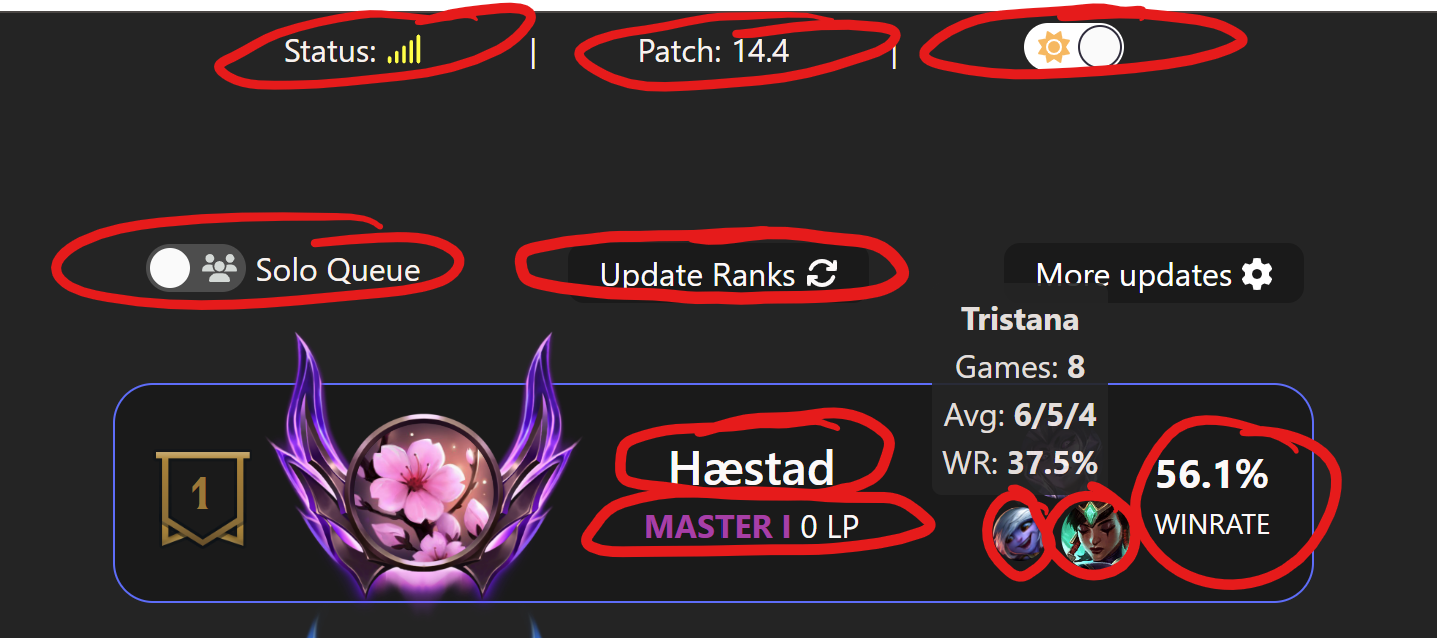 Status:
|
Patch: 14.4
|
Solo Queue
Update Ranks
More updates
Tristana
Games: 8
Avg: 6/5/4
WR: 37.5%
1
Hæstad
MASTER I 0 LP
56.1%
WINRATE